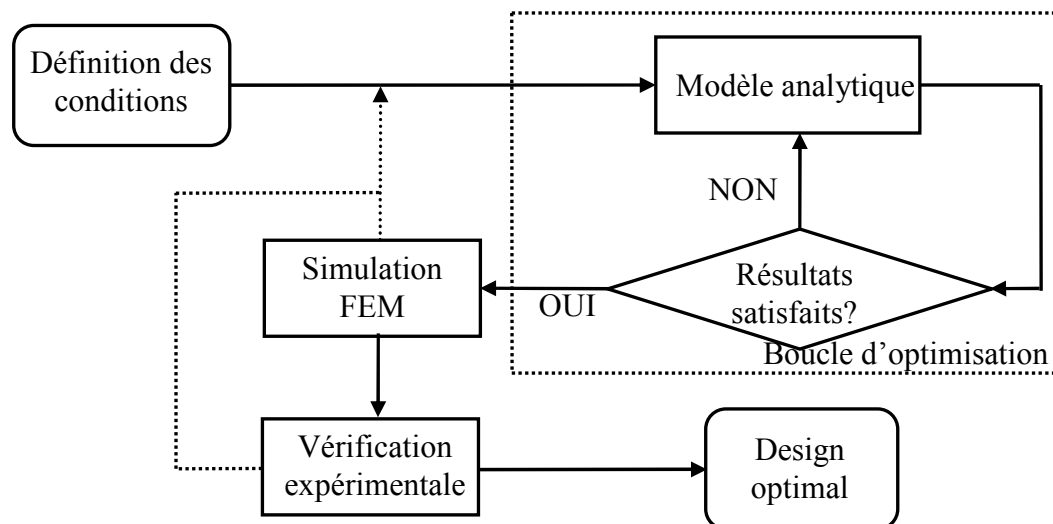 Définition des
conditions
Modèle analytique
NON
Simulation
FEM
OUI
Résultats
satisfaits?
Boucle d’optimisation
Vérification
expérimentale
Design
optimal